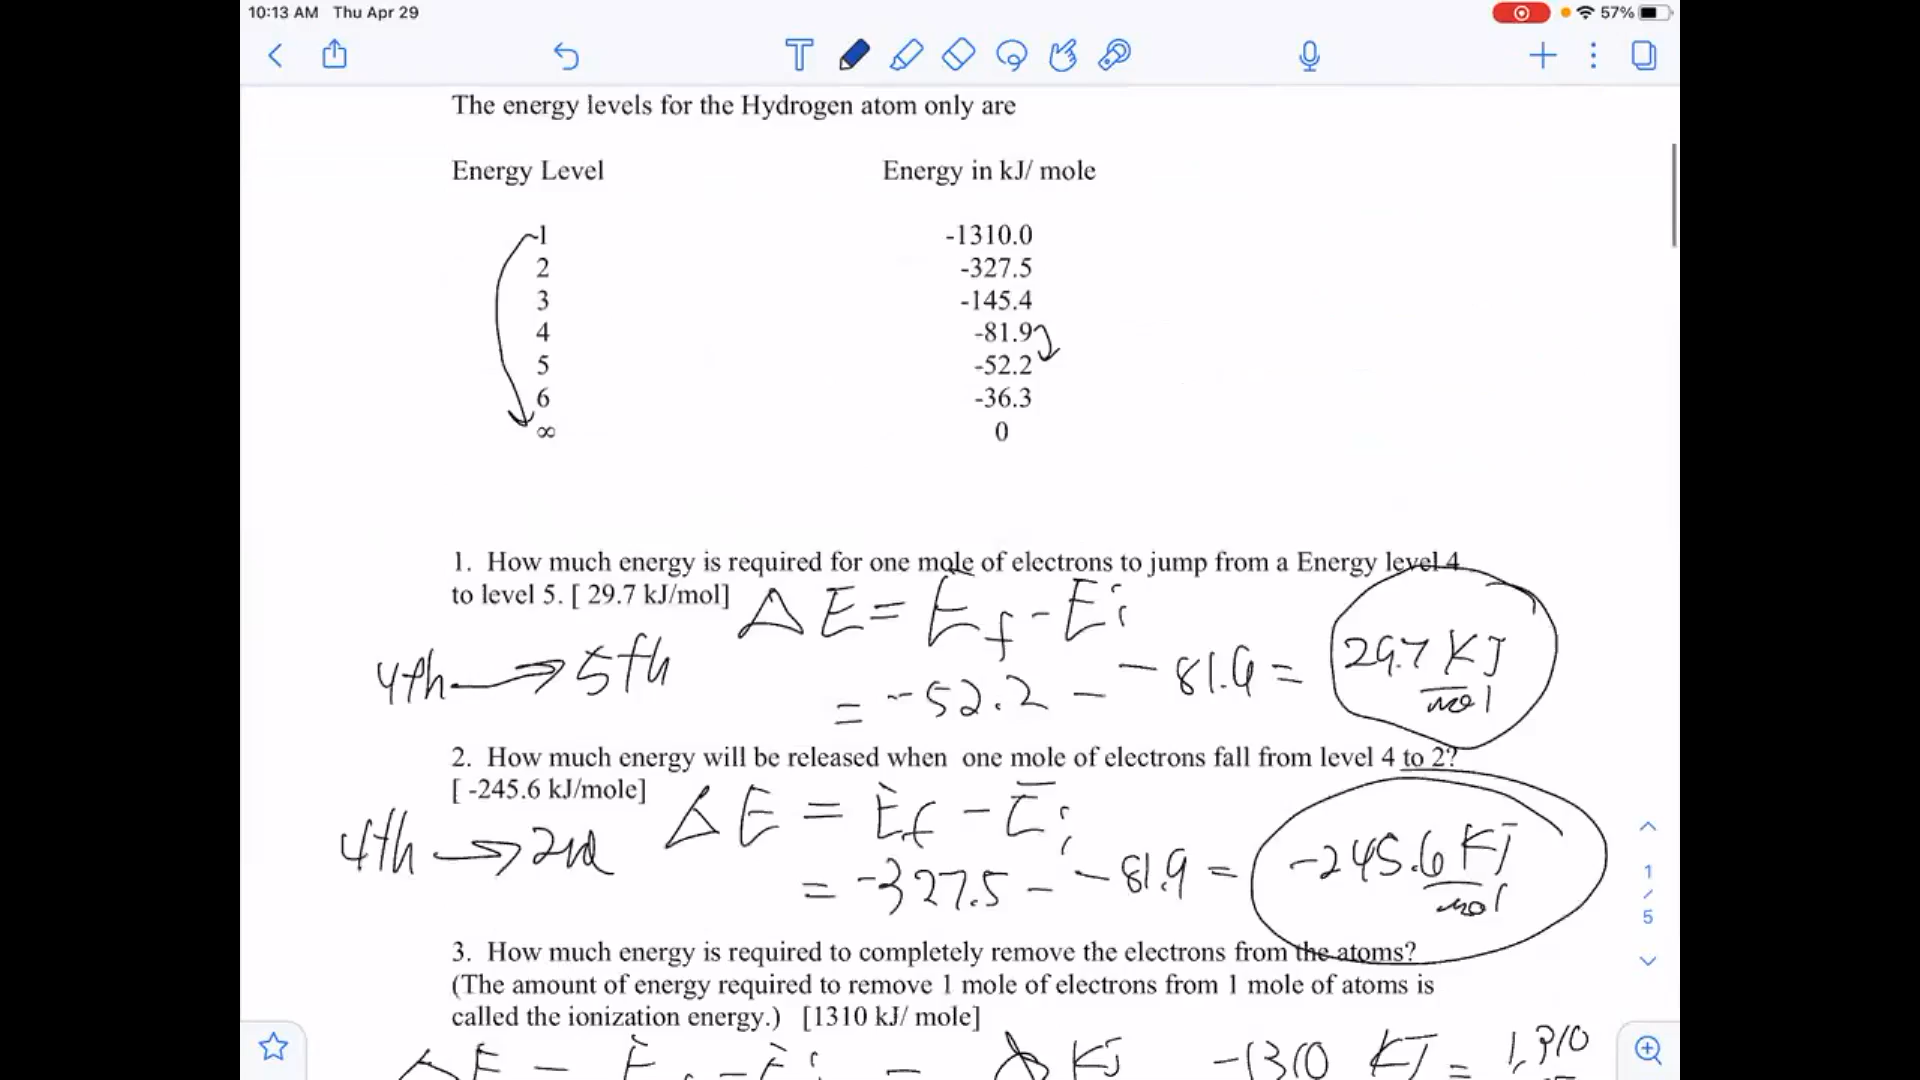 10:13 AM Thu Apr 29
57%
The energy levels for the Hydrogen atom only are
Energy Level Energy in kJ/ mole
1 -1310.0
2 -327.5
3 -145.4
4 -81.9
5 -52.2
6 -36.3
∞ 0
1. How much energy is required for one mole of electrons to jump from a Energy level 4
to level 5. [ 29.7 kJ/mol]
ΔE = Ef - Ei
4th → 5th
= -52.2 - -81.9 = 29.7 KJ/mol
2. How much energy will be released when one mole of electrons fall from level 4 to 2?
[ -245.6 kJ/mole]
ΔE = Ef - Ei
4th → 2nd
= -327.5 - -81.9 = -245.6 KJ/mol
3. How much energy is required to completely remove the electrons from the atoms?
(The amount of energy required to remove 1 mole of electrons from 1 mole of atoms is
called the ionization energy.) [1310 kJ/ mole]
KJ -1310 KJ = 1,310
1
/
5